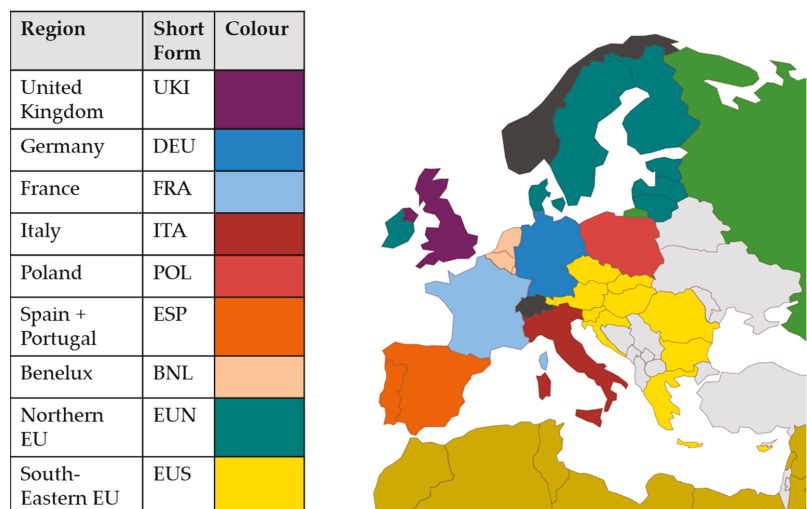 Region Short Form Colour
United Kingdom UKI
Germany DEU
France FRA
Italy ITA
Poland POL
Spain + Portugal ESP
Benelux BNL
Northern EU EUN
South-Eastern EU EUS